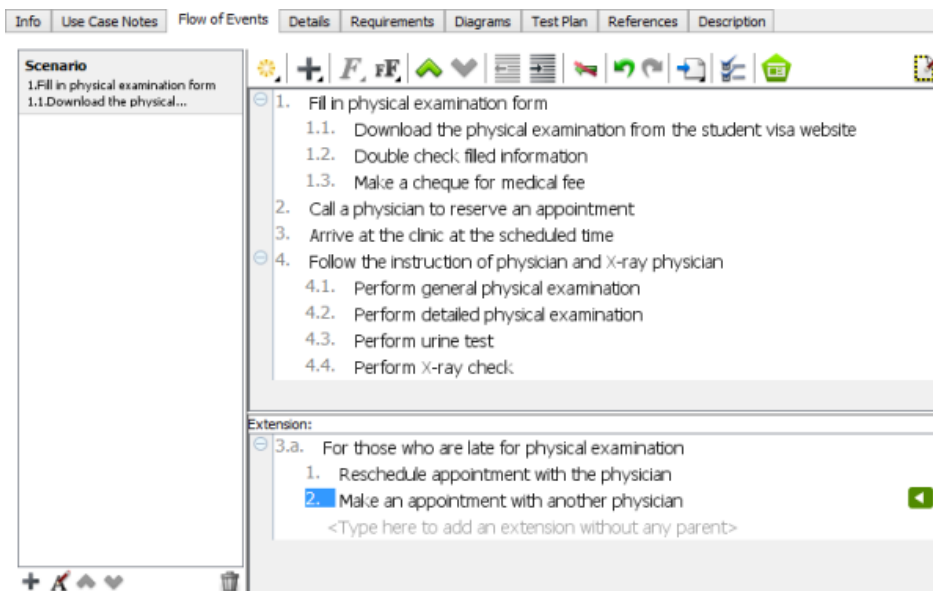 Info Use Case Notes Flow of Events Details Requirements Diagrams Test Plan References Description
Scenario
1.Fill in physical examination form
1.1.Download the physical...
1. Fill in physical examination form
1.1. Download the physical examination from the student visa website
1.2. Double check filled information
1.3. Make a cheque for medical fee
2. Call a physician to reserve an appointment
3. Arrive at the clinic at the scheduled time
4. Follow the instruction of physician and X-ray physician
4.1. Perform general physical examination
4.2. Perform detailed physical examination
4.3. Perform urine test
4.4. Perform X-ray check
Extension:
3.a. For those who are late for physical examination
1. Reschedule appointment with the physician
2. Make an appointment with another physician
<Type here to add an extension without any parent>